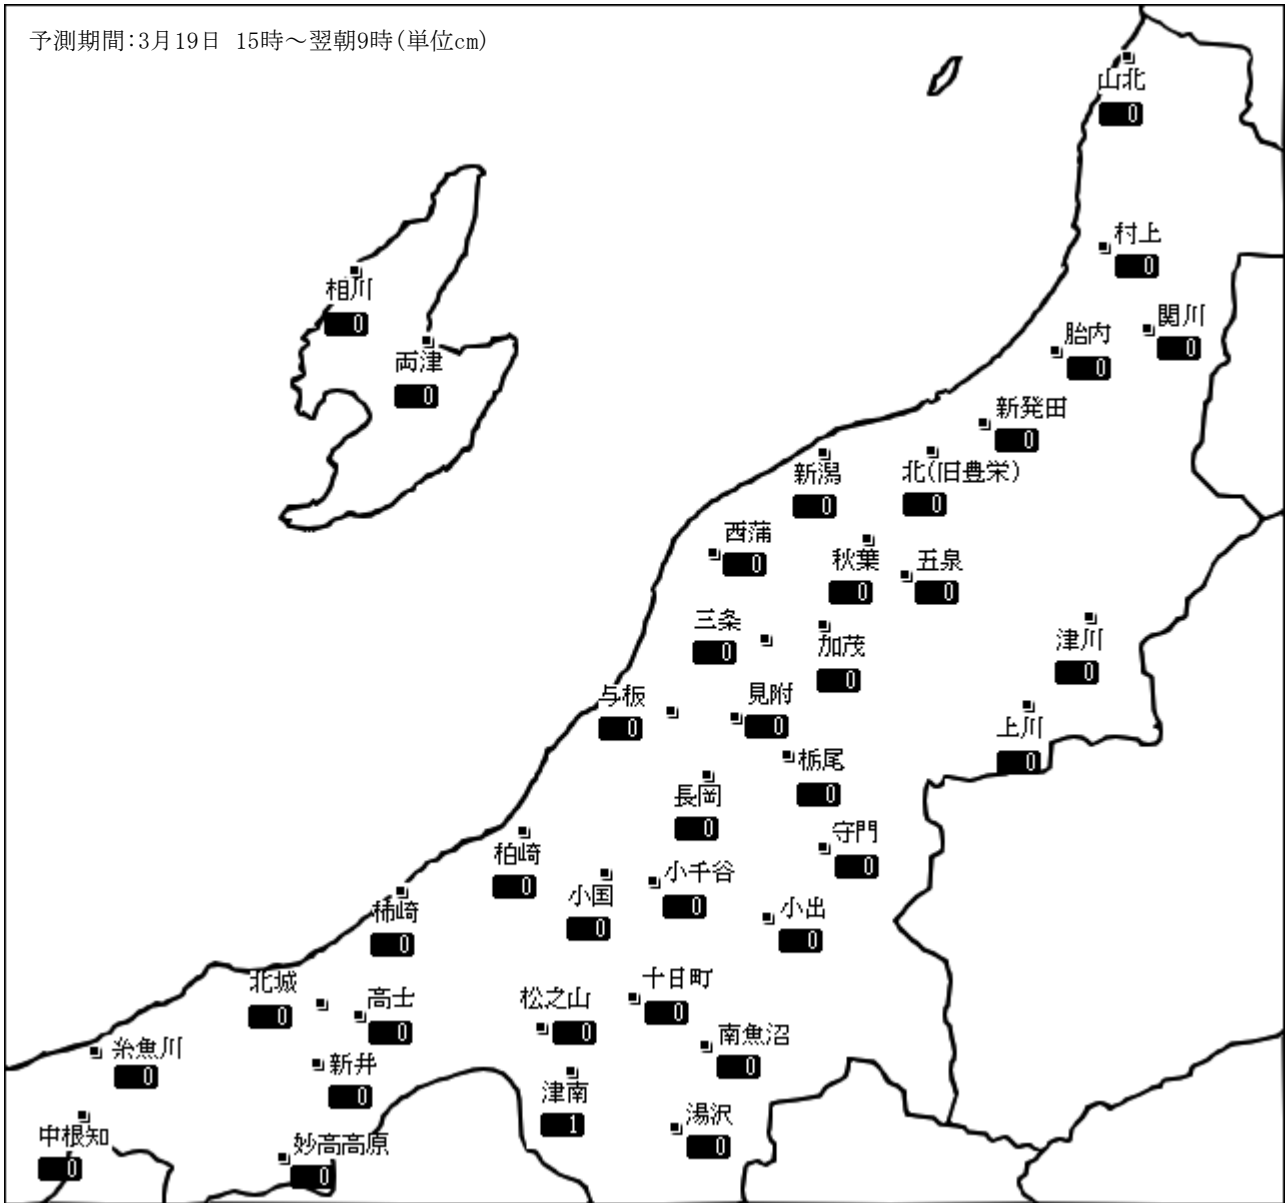 予測期間:3月19日 15時～翌朝9時(単位cm)
山北
0
村上
0
相川
0
関川
0
胎内
0
両津
0
新発田
0
新潟
0
北(旧豊栄)
0
西蒲
0
秋葉
0
五泉
0
三条
0
加茂
0
津川
0
与板
0
見附
0
上川
0
栃尾
0
長岡
0
守門
0
柏崎
0
小国
0
小千谷
0
小出
0
柿崎
0
北城
0
高士
0
松之山
0
十日町
0
南魚沼
0
糸魚川
0
新井
0
津南
1
湯沢
0
中根知
0
妙高高原
0